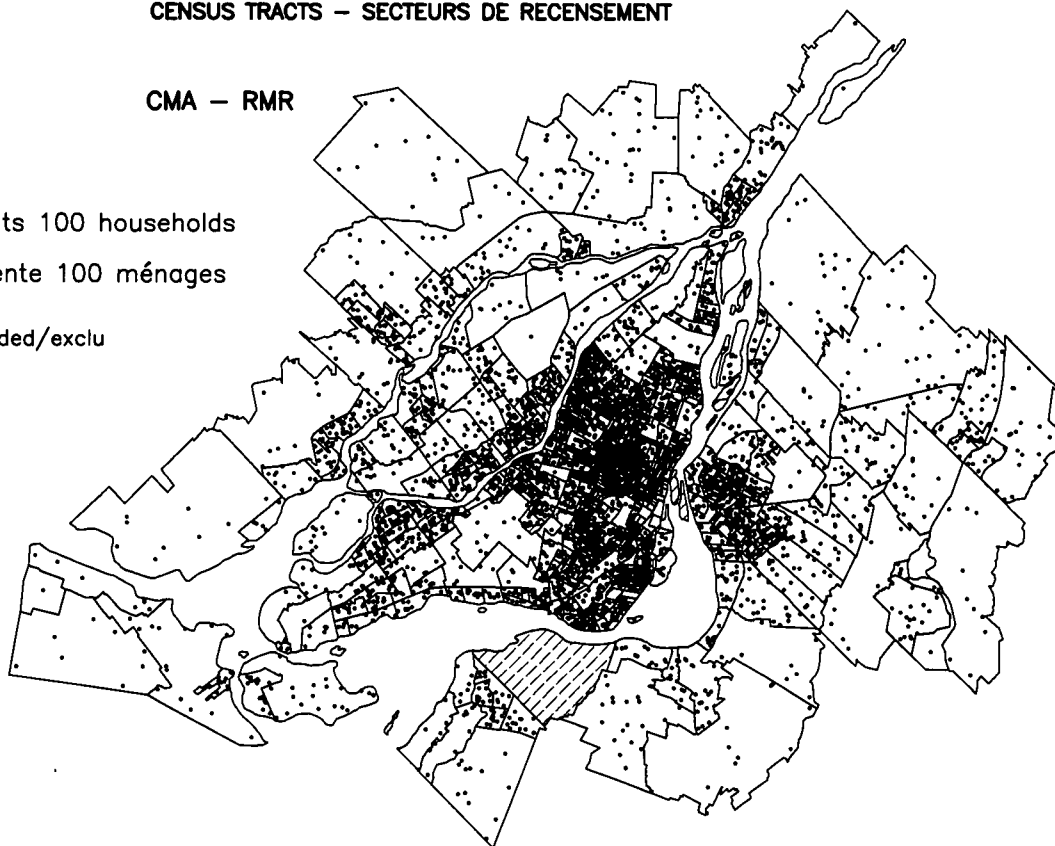 CENSUS TRACTS – SECTEURS DE RECENSEMENT
CMA – RMR
ts 100 households
ente 100 ménages
ded/exclu